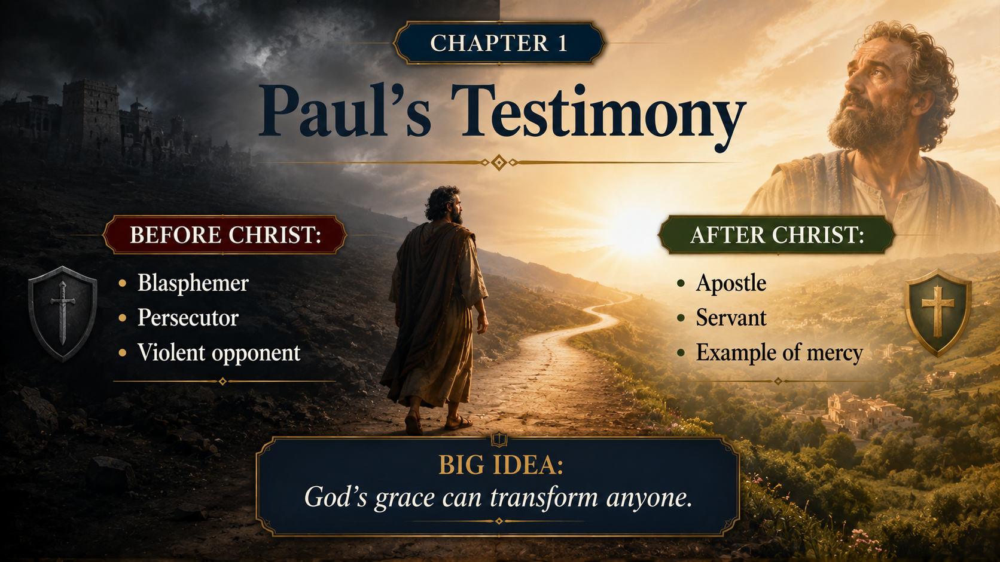 CHAPTER 1
Paul’s Testimony
BEFORE CHRIST:
• Blasphemer
• Persecutor
• Violent opponent
AFTER CHRIST:
• Apostle
• Servant
• Example of mercy
BIG IDEA:
God’s grace can transform anyone.